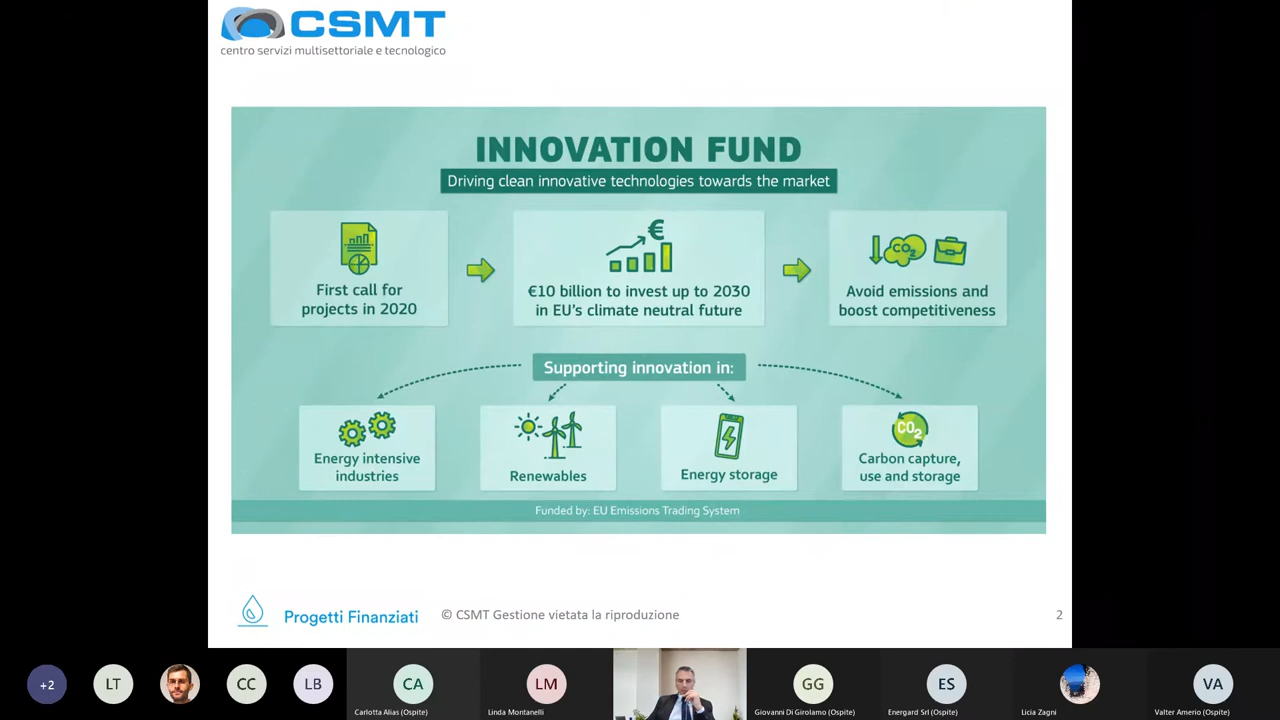 CSMT
centro servizi multisettoriale e tecnologico
INNOVATION FUND
Driving clean innovative technologies towards the market
First call for
projects in 2020
€
€10 billion to invest up to 2030
in EU's climate neutral future
CO₂
Avoid emissions and
boost competitiveness
Supporting innovation in:
Energy intensive
industries
Renewables
Energy storage
CO₂
Carbon capture,
use and storage
Funded by: EU Emissions Trading System
Progetti Finanziati
© CSMT Gestione vietata la riproduzione
2
+2
LT
CC
LB
CA
Carlotta Alias (Ospite)
LM
Linda Montanelli
GG
Giovanni Di Girolamo (Ospite)
ES
Energard Srl (Ospite)
Licia Zagni
VA
Valter Amerio (Ospite)